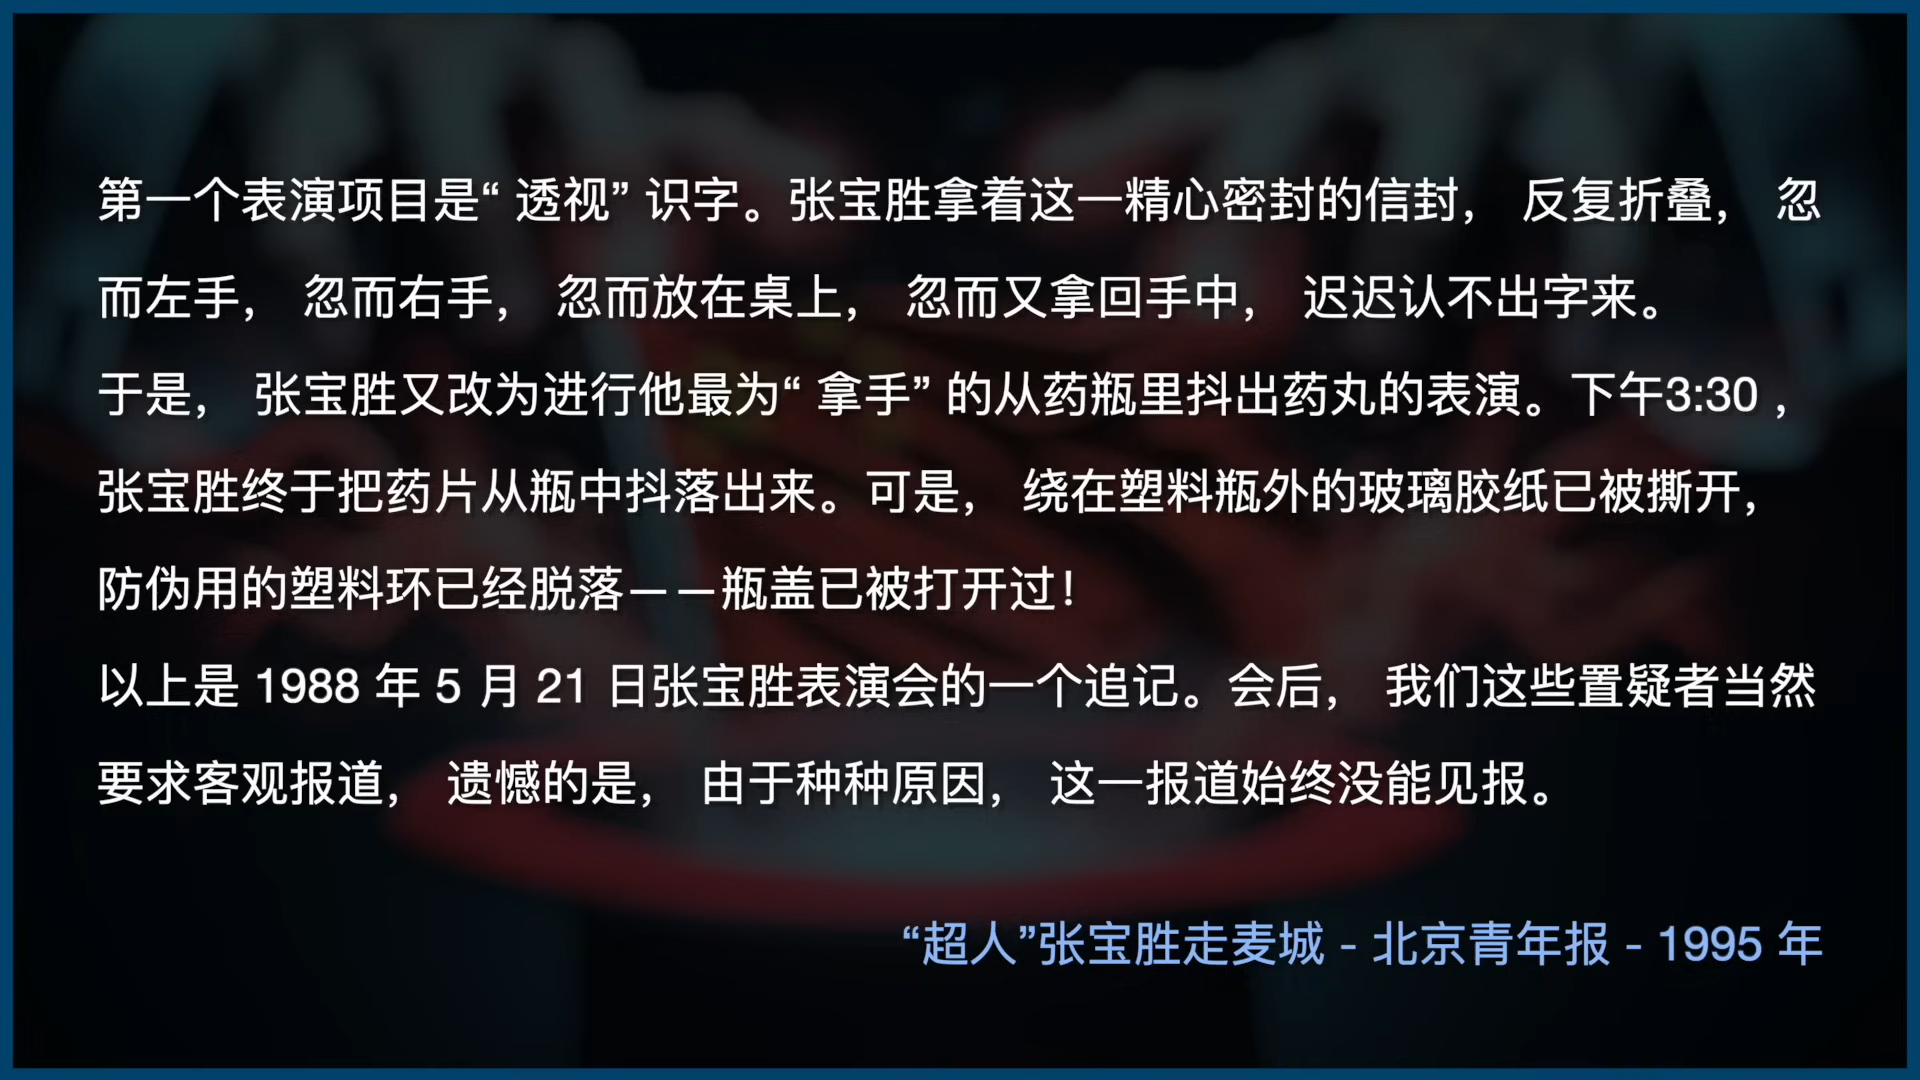 第一个表演项目是“ 透视” 识字。张宝胜拿着这一精心密封的信封， 反复折叠， 忽
而左手， 忽而右手， 忽而放在桌上， 忽而又拿回手中， 迟迟认不出字来。
于是， 张宝胜又改为进行他最为“ 拿手” 的从药瓶里抖出药丸的表演。下午3:30 ，
张宝胜终于把药片从瓶中抖落出来。可是， 绕在塑料瓶外的玻璃胶纸已被撕开，
防伪用的塑料环已经脱落——瓶盖已被打开过！
以上是 1988 年 5 月 21 日张宝胜表演会的一个追记。会后， 我们这些置疑者当然
要求客观报道， 遗憾的是， 由于种种原因， 这一报道始终没能见报。
“超人”张宝胜走麦城 - 北京青年报 - 1995 年